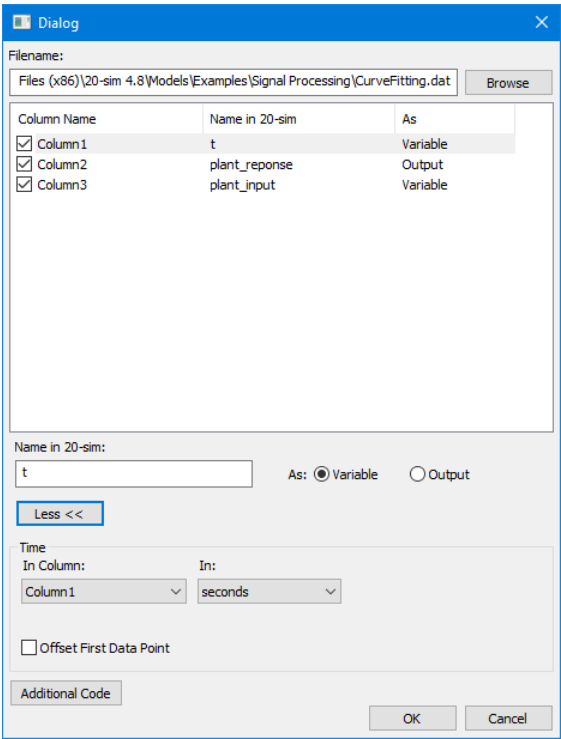 Dialog
Filename:
Files (x86)\20-sim 4.8\Models\Examples\Signal Processing\CurveFitting.dat Browse
Column Name Name in 20-sim As
Column1 t Variable
Column2 plant_reponse Output
Column3 plant_input Variable
Name in 20-sim:
t As: Variable Output
Less <<
Time
In Column: In:
Column1 seconds
Offset First Data Point
Additional Code
OK Cancel